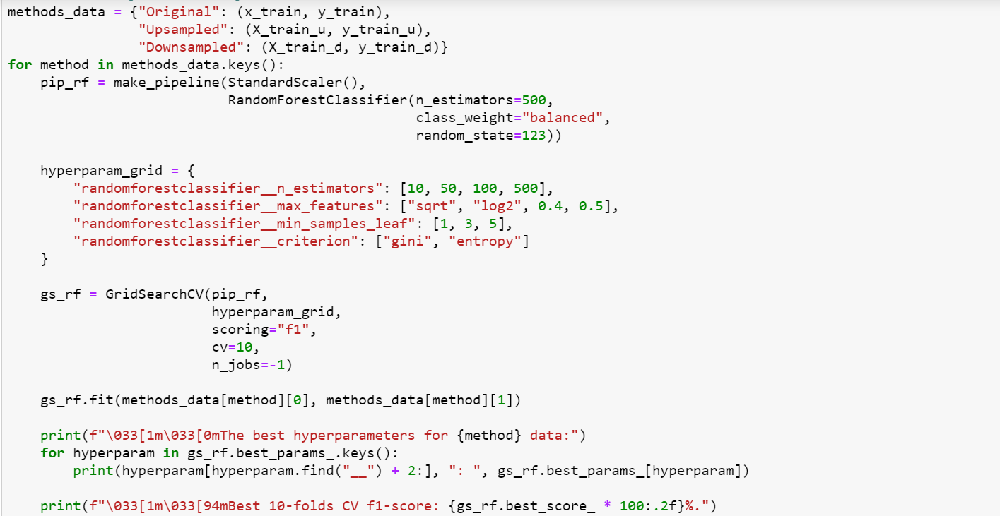 methods_data = {"Original": (x_train, y_train),
                "Upsampled": (X_train_u, y_train_u),
                "Downsampled": (X_train_d, y_train_d)}
for method in methods_data.keys():
    pip_rf = make_pipeline(StandardScaler(),
                           RandomForestClassifier(n_estimators=500,
                                                  class_weight="balanced",
                                                  random_state=123))
    hyperparam_grid = {
        "randomforestclassifier__n_estimators": [10, 50, 100, 500],
        "randomforestclassifier__max_features": ["sqrt", "log2", 0.4, 0.5],
        "randomforestclassifier__min_samples_leaf": [1, 3, 5],
        "randomforestclassifier__criterion": ["gini", "entropy"]
    }
    gs_rf = GridSearchCV(pip_rf,
                         hyperparam_grid,
                         scoring="f1",
                         cv=10,
                         n_jobs=-1)
    gs_rf.fit(methods_data[method][0], methods_data[method][1])
    print(f"\033[1m\033[0mThe best hyperparameters for {method} data:")
    for hyperparam in gs_rf.best_params_.keys():
        print(hyperparam[hyperparam.find("__") + 2:], ": ", gs_rf.best_params_[hyperparam])
    print(f"\033[1m\033[94mBest 10-folds CV f1-score: {gs_rf.best_score_ * 100:.2f}%.")